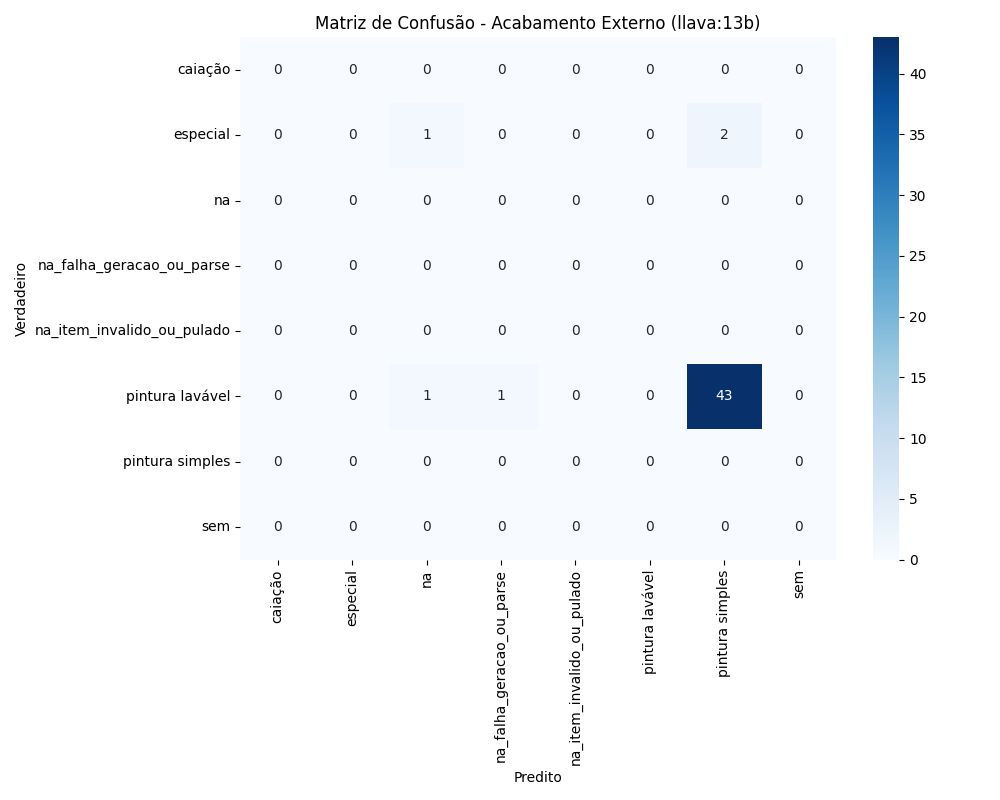 Matriz de Confusão - Acabamento Externo (llava:13b)
Verdadeiro
caiação 0 0 0 0 0 0 0 0
especial 0 0 1 0 0 0 2 0
na 0 0 0 0 0 0 0 0
na_falha_geracao_ou_parse 0 0 0 0 0 0 0 0
na_item_invalido_ou_pulado 0 0 0 0 0 0 0 0
pintura lavável 0 0 1 1 0 0 43 0
pintura simples 0 0 0 0 0 0 0 0
sem 0 0 0 0 0 0 0 0
caiação
especial
na
na_falha_geracao_ou_parse
na_item_invalido_ou_pulado
pintura lavável
pintura simples
sem
Predito
40
35
30
25
20
15
10
5
0